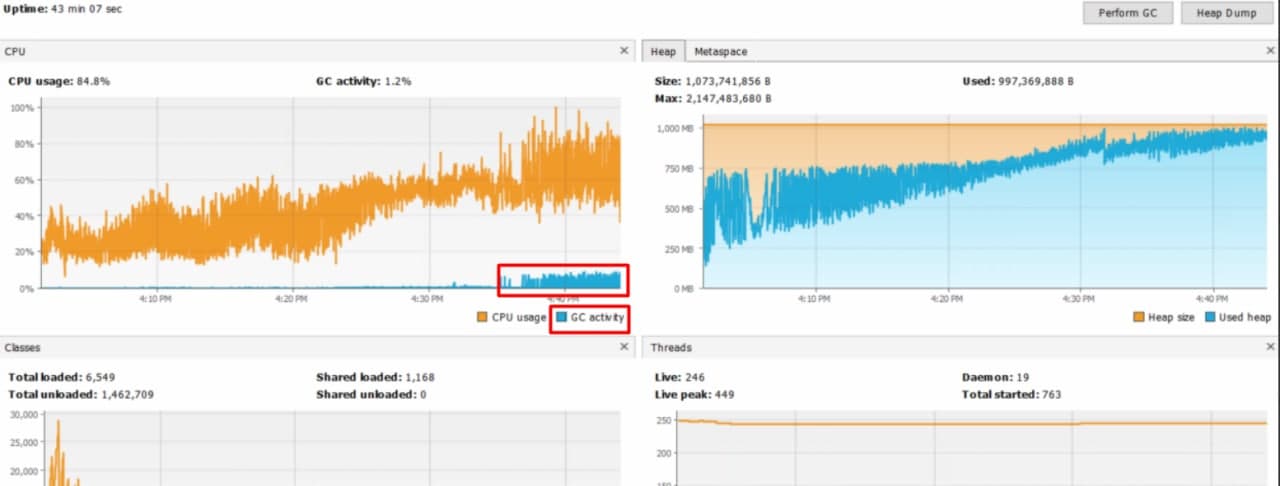 Uptime: 43 min 07 sec
Perform GC
Heap Dump
CPU
CPU usage: 84.8%
GC activity: 1.2%
100%
80%
60%
40%
20%
0%
4:10 PM
4:20 PM
4:30 PM
4:40 PM
CPU usage
GC activity
Heap
Metaspace
Size: 1,073,741,856 B
Used: 997,369,888 B
Max: 2,147,483,680 B
1,000 MB
750 MB
500 MB
250 MB
0 MB
4:10 PM
4:20 PM
4:30 PM
4:40 PM
Heap size
Used heap
Classes
Total loaded: 6,549
Shared loaded: 1,168
Total unloaded: 1,462,709
Shared unloaded: 0
30,000
25,000
20,000
Threads
Live: 246
Daemon: 19
Live peak: 449
Total started: 763
250
200
150